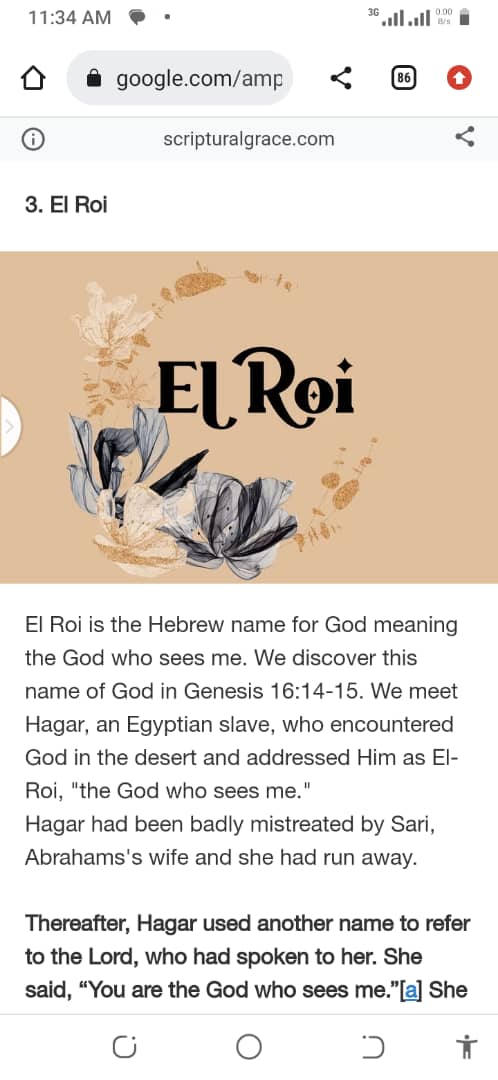 11:34 AM
3G
0.00
B/s
google.com/amp
86
scripturalgrace.com
3. El Roi
El Roi
El Roi is the Hebrew name for God meaning
the God who sees me. We discover this
name of God in Genesis 16:14-15. We meet
Hagar, an Egyptian slave, who encountered
God in the desert and addressed Him as El-
Roi, "the God who sees me."
Hagar had been badly mistreated by Sari,
Abrahams's wife and she had run away.
Thereafter, Hagar used another name to refer
to the Lord, who had spoken to her. She
said, “You are the God who sees me.”[a] She